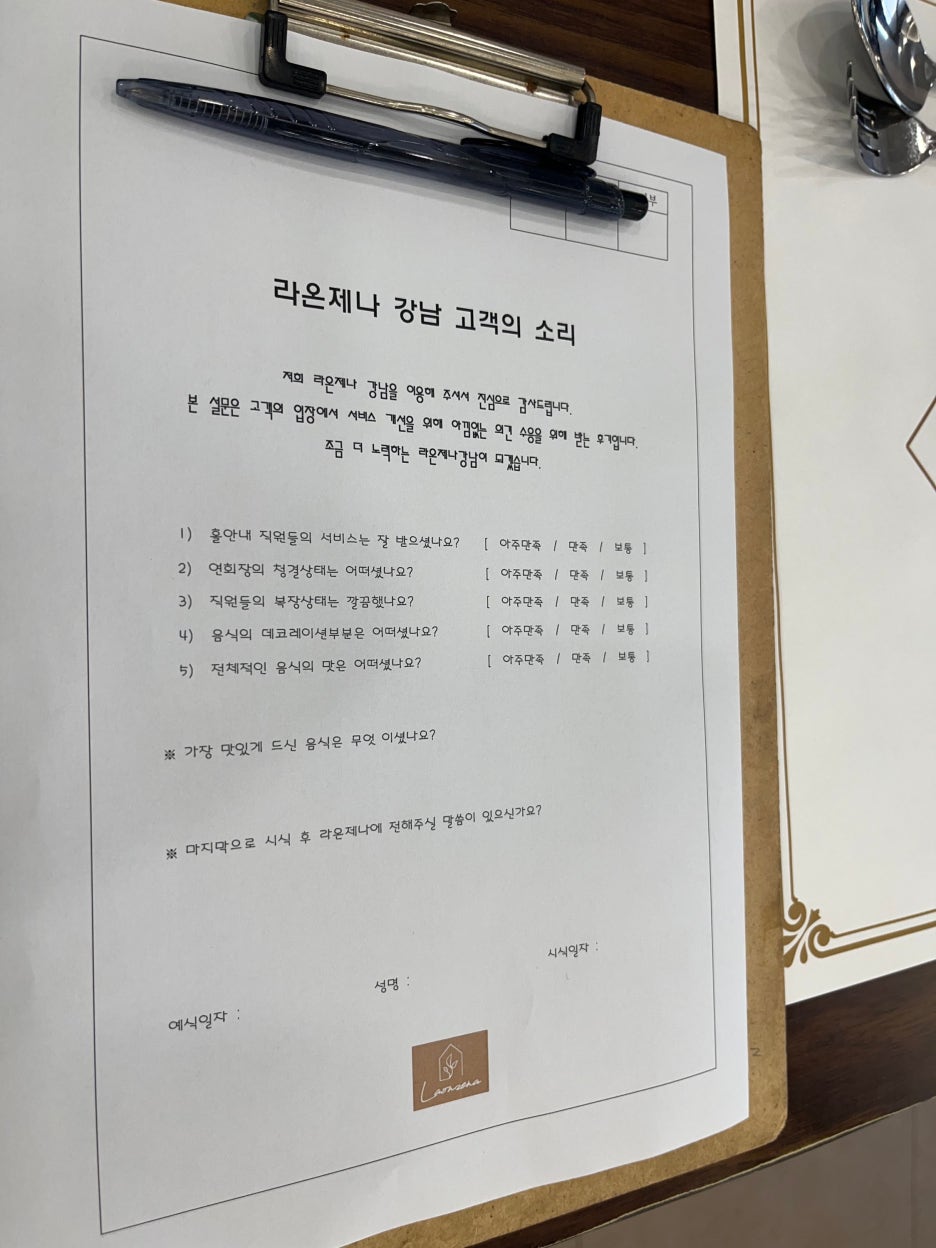 라온제나 강남 고객의 소리
저희 라온제나 강남을 이용해 주셔서 진심으로 감사드립니다.
본 설문은 고객의 입장에서 서비스 개선을 위해 아낌없는 의견 수용을 위해 받는 후기입니다.
조금 더 노력하는 라온제나강남이 되겠습니다.
1) 홀안내 직원들의 서비스는 잘 받으셨나요? [ 아주만족 / 만족 / 보통 ]
2) 연회장의 청결상태는 어떠셨나요? [ 아주만족 / 만족 / 보통 ]
3) 직원들의 복장상태는 깔끔했나요? [ 아주만족 / 만족 / 보통 ]
4) 음식의 데코레이션부분은 어떠셨나요? [ 아주만족 / 만족 / 보통 ]
5) 전체적인 음식의 맛은 어떠셨나요? [ 아주만족 / 만족 / 보통 ]
※ 가장 맛있게 드신 음식은 무엇 이셨나요?
※ 마지막으로 시식 후 라온제나에 전해주실 말씀이 있으신가요?
예식일자 : 성명 : 시식일자 :
Laonzena